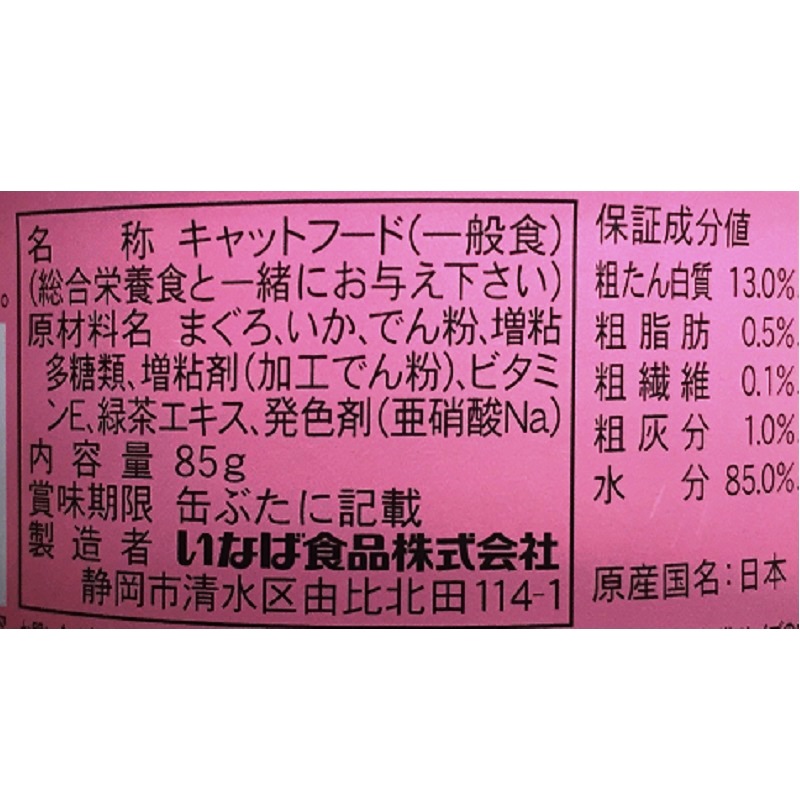 名称 キャットフード(一般食)
(総合栄養食と一緒にお与え下さい)
原材料名 まぐろ、いか、でん粉、増粘
多糖類、増粘剤(加工でん粉)、ビタミ
ンE、緑茶エキス、発色剤(亜硝酸Na)
内容量 85g
賞味期限 缶ぶたに記載
製造者 いなば食品株式会社
静岡市清水区由比北田114-1
保証成分値
粗たん白質 13.0%
粗脂肪 0.5%
粗繊維 0.1%
粗灰分 1.0%
水分 85.0%
原産国名:日本